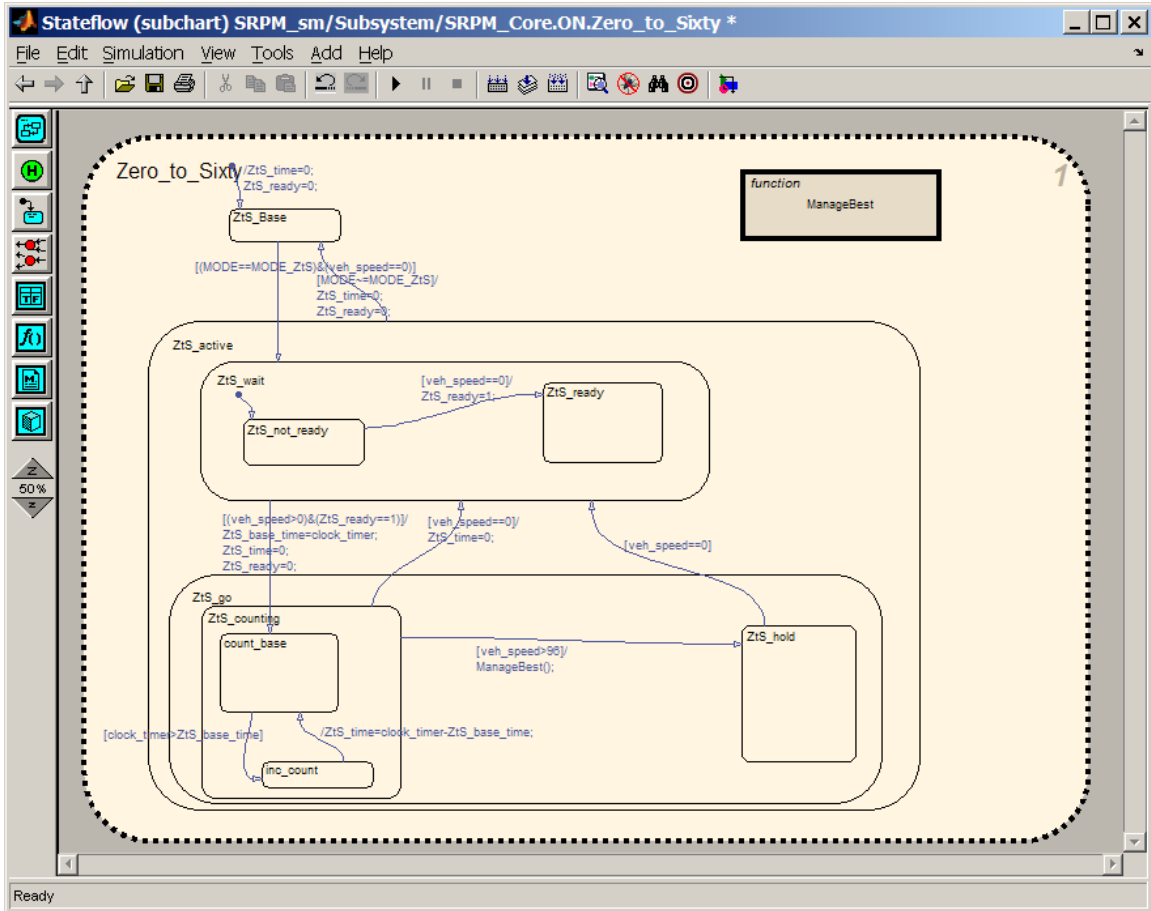 Stateflow (subchart) SRPM_sm/Subsystem/SRPM_Core.ON.Zero_to_Sixty *
File Edit Simulation View Tools Add Help
Zero_to_Sixty
/ZtS_time=0;
ZtS_ready=0;
function
ManageBest
1
ZtS_Base
[(MODE==MODE_ZtS)&(veh_speed==0)]
[MODE~=MODE_ZtS]/
ZtS_time=0;
ZtS_ready=0;
ZtS_active
ZtS_wait
[veh_speed==0]/
ZtS_ready=1;
ZtS_ready
ZtS_not_ready
Z
50%
Z
[(veh_speed>0)&(ZtS_ready==1)]/
ZtS_base_time=clock_timer;
ZtS_time=0;
ZtS_ready=0;
[veh_speed==0]/
ZtS_time=0;
[veh_speed==0]
ZtS_go
ZtS_counting
count_base
ZtS_hold
[veh_speed>96]/
ManageBest();
[clock_timer>ZtS_base_time]
/ZtS_time=clock_timer-ZtS_base_time;
inc_count
Ready